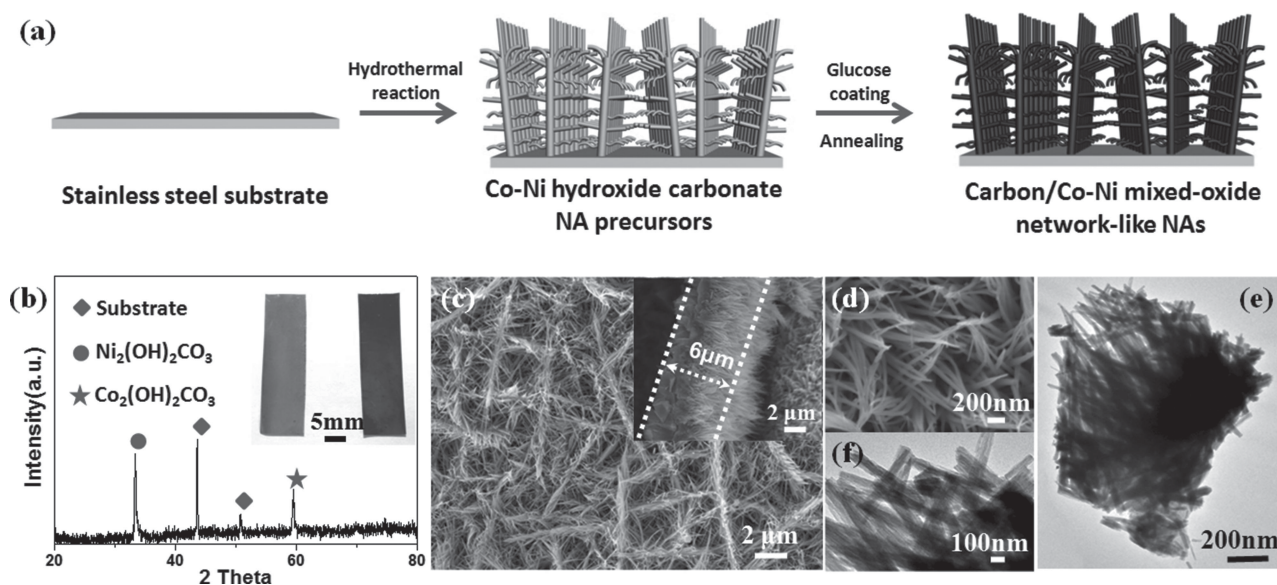 (a)
Hydrothermal
reaction
Glucose
coating
Annealing
Stainless steel substrate
Co-Ni hydroxide carbonate
NA precursors
Carbon/Co-Ni mixed-oxide
network-like NAs
(b)
Substrate
Ni₂(OH)₂CO₃
Co₂(OH)₂CO₃
5mm
Intensity(a.u.)
20 40 60 80
2 Theta
(c)
6μm
2 μm
2 μm
(d)
200nm
(f)
100nm
(e)
200nm